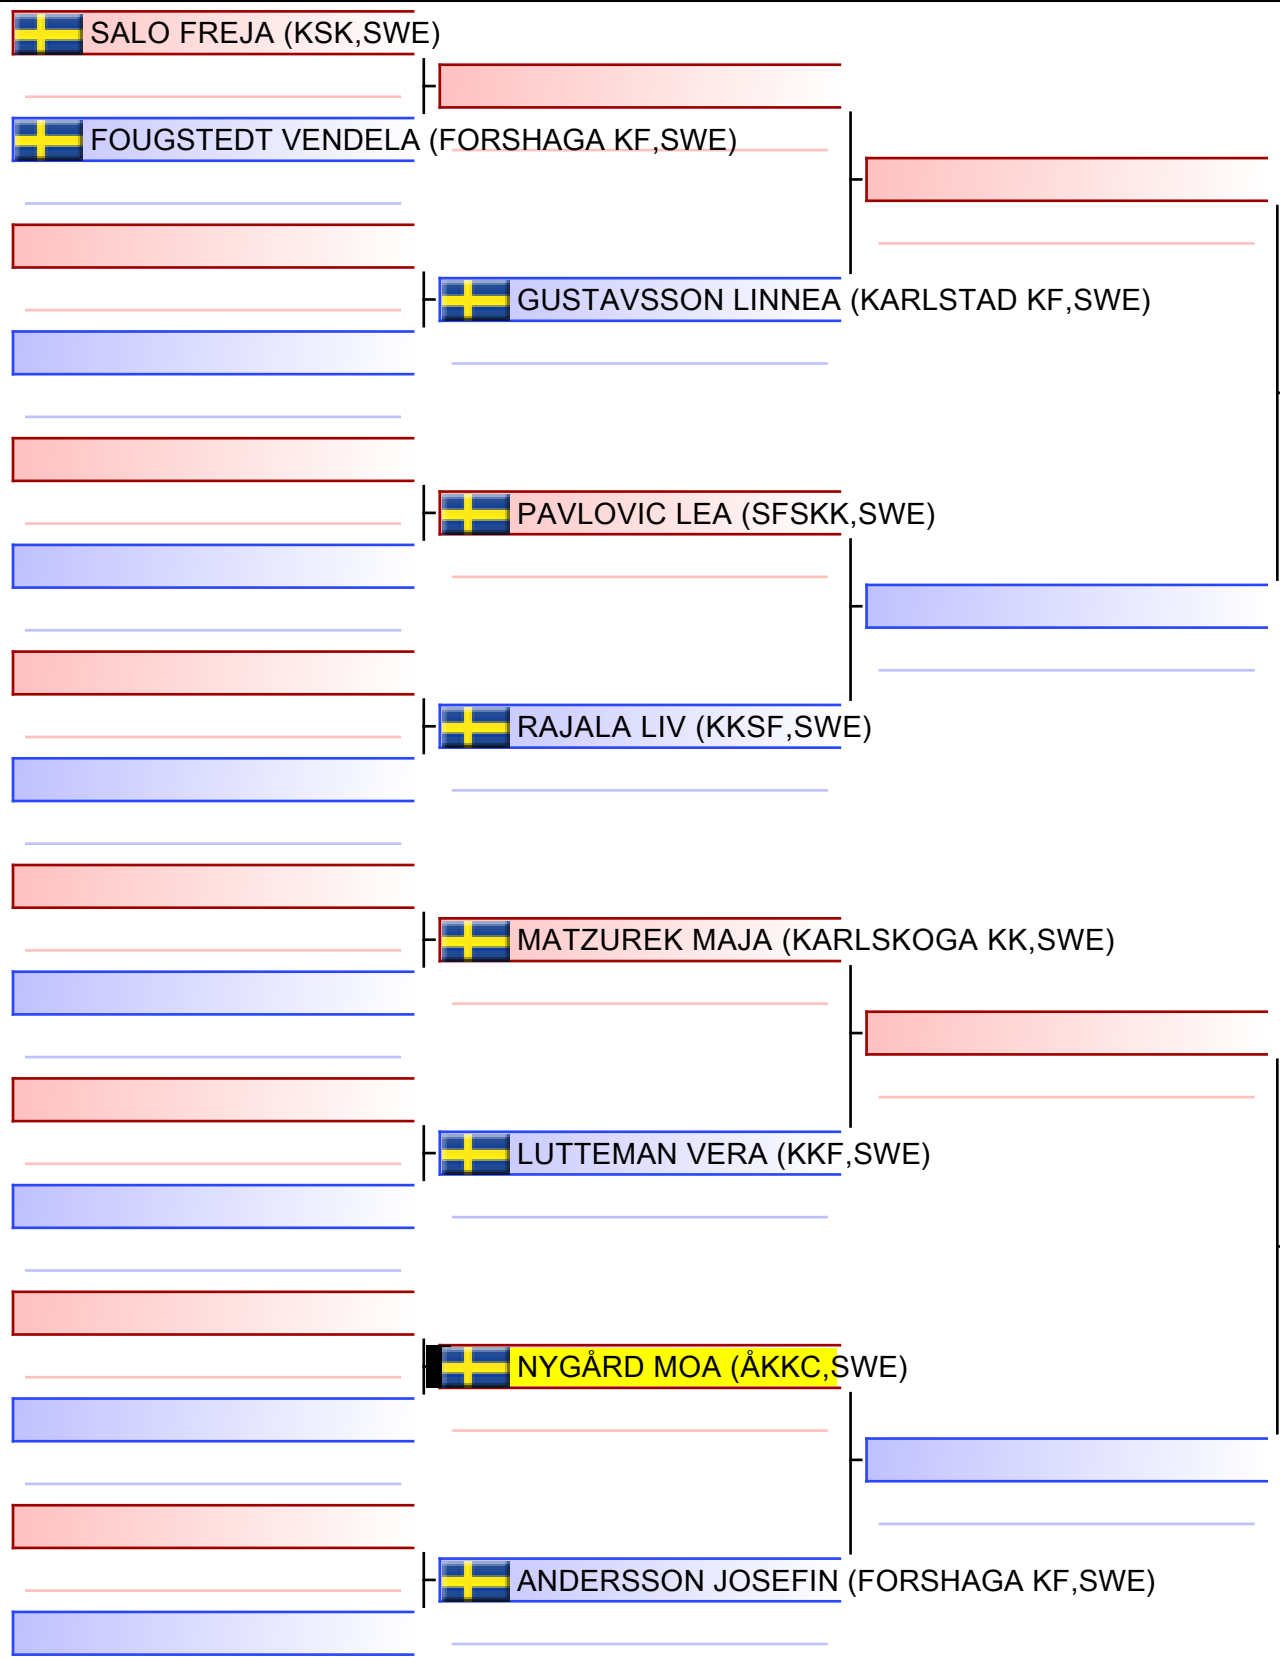 SALO FREJA (KSK,SWE)
FOUGSTEDT VENDELA (FORSHAGA KF,SWE)
GUSTAVSSON LINNEA (KARLSTAD KF,SWE)
PAVLOVIC LEA (SFSKK,SWE)
RAJALA LIV (KKSF,SWE)
MATZUREK MAJA (KARLSKOGA KK,SWE)
LUTTEMAN VERA (KKF,SWE)
NYGÅRD MOA (ÅKKC,SWE)
ANDERSSON JOSEFIN (FORSHAGA KF,SWE)